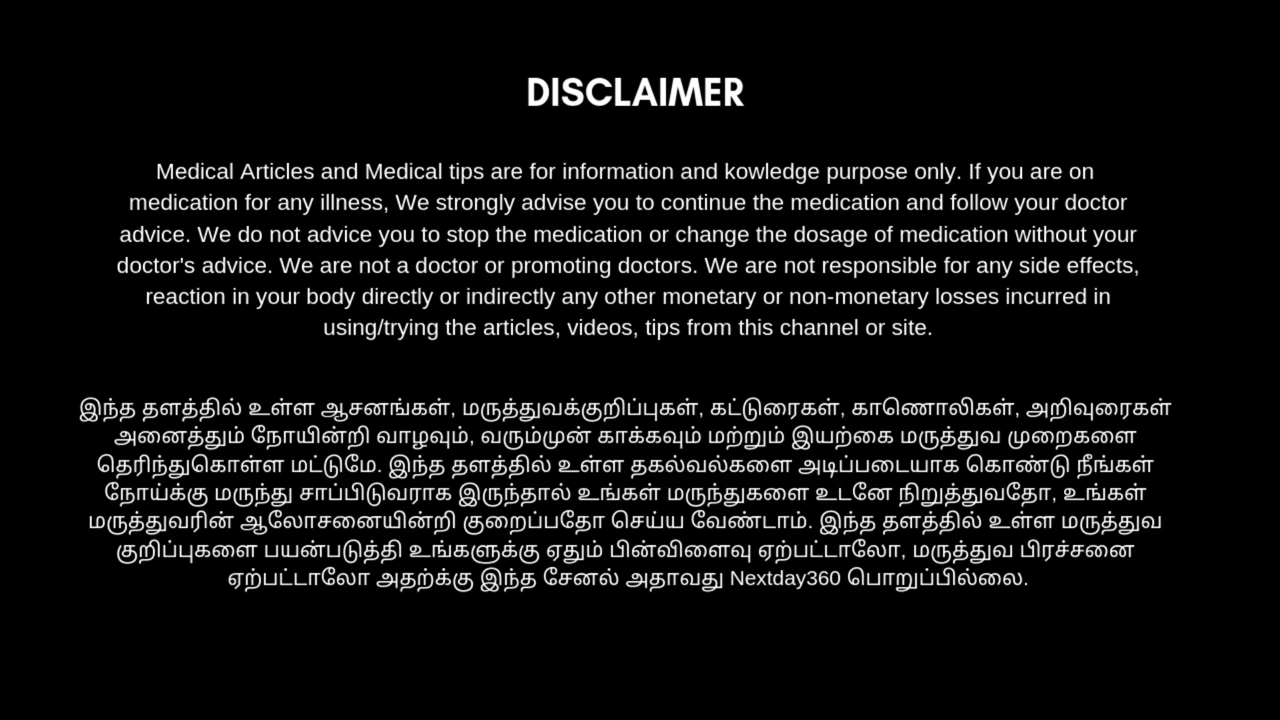 DISCLAIMER
Medical Articles and Medical tips are for information and kowledge purpose only. If you are on
medication for any illness, We strongly advise you to continue the medication and follow your doctor
advice. We do not advice you to stop the medication or change the dosage of medication without your
doctor's advice. We are not a doctor or promoting doctors. We are not responsible for any side effects,
reaction in your body directly or indirectly any other monetary or non-monetary losses incurred in
using/trying the articles, videos, tips from this channel or site.
இந்த தளத்தில் உள்ள ஆசனங்கள், மருத்துவக்குறிப்புகள், கட்டுரைகள், காணொலிகள், அறிவுரைகள்
அனைத்தும் நோயின்றி வாழவும், வரும்முன் காக்கவும் மற்றும் இயற்கை மருத்துவ முறைகளை
தெரிந்துகொள்ள மட்டுமே. இந்த தளத்தில் உள்ள தகல்வல்களை அடிப்படையாக கொண்டு நீங்கள்
நோய்க்கு மருந்து சாப்பிடுவராக இருந்தால் உங்கள் மருந்துகளை உடனே நிறுத்துவதோ, உங்கள்
மருத்துவரின் ஆலோசனையின்றி குறைப்பதோ செய்ய வேண்டாம். இந்த தளத்தில் உள்ள மருத்துவ
குறிப்புகளை பயன்படுத்தி உங்களுக்கு ஏதும் பின்விளைவு ஏற்பட்டாலோ, மருத்துவ பிரச்சனை
ஏற்பட்டாலோ அதற்க்கு இந்த சேனல் அதாவது Nextday360 பொறுப்பில்லை.